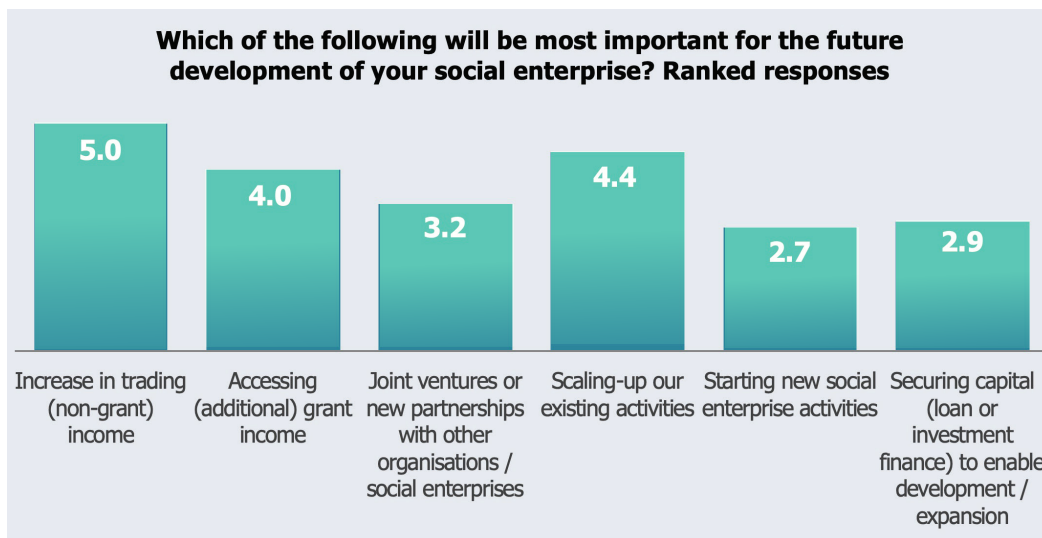 Which of the following will be most important for the future
development of your social enterprise? Ranked responses
5.0
4.0
3.2
4.4
2.7
2.9
Increase in trading
(non-grant)
income
Accessing
(additional) grant
income
Joint ventures or
new partnerships
with other
organisations /
social enterprises
Scaling-up our
existing activities
Starting new social
enterprise activities
Securing capital
(loan or
investment
finance) to enable
development /
expansion